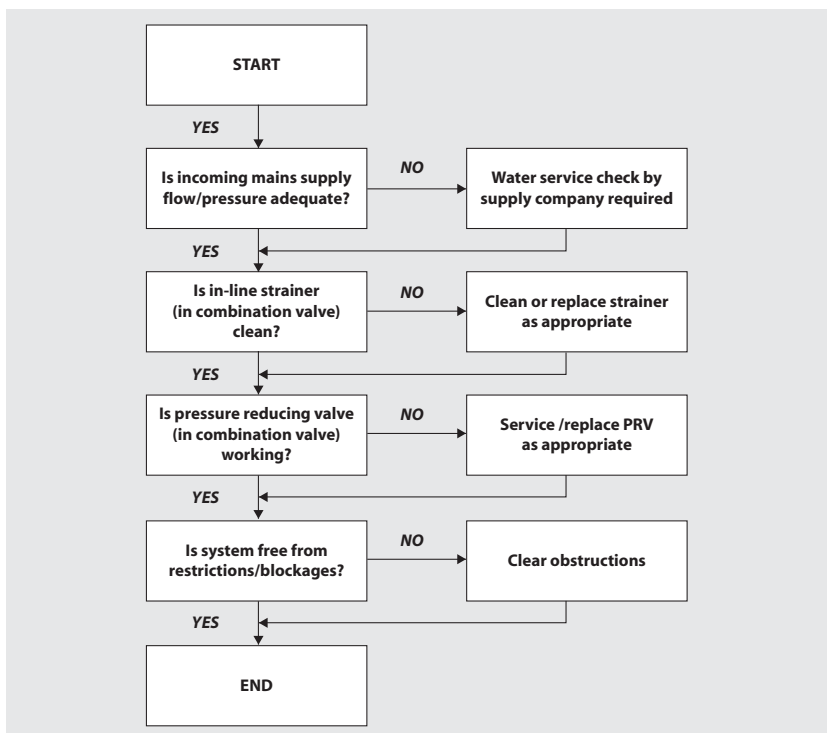 START
YES
Is incoming mains supply
flow/pressure adequate?
NO
Water service check by
supply company required
YES
Is in-line strainer
(in combination valve)
clean?
NO
Clean or replace strainer
as appropriate
YES
Is pressure reducing valve
(in combination valve)
working?
NO
Service /replace PRV
as appropriate
YES
Is system free from
restrictions/blockages?
NO
Clear obstructions
YES
END